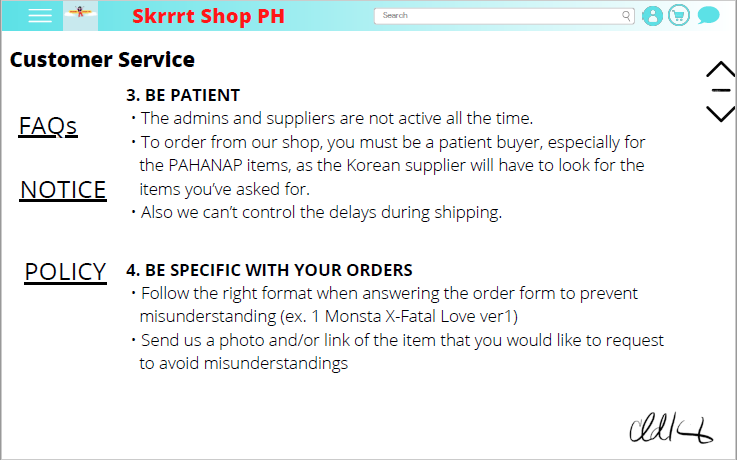 Skrrrt Shop PH
Search
Customer Service
FAQs
NOTICE
POLICY
3. BE PATIENT
• The admins and suppliers are not active all the time.
• To order from our shop, you must be a patient buyer, especially for
the PAHANAP items, as the Korean supplier will have to look for the
items you’ve asked for.
• Also we can’t control the delays during shipping.
4. BE SPECIFIC WITH YOUR ORDERS
• Follow the right format when answering the order form to prevent
misunderstanding (ex. 1 Monsta X-Fatal Love ver1)
• Send us a photo and/or link of the item that you would like to request
to avoid misunderstandings